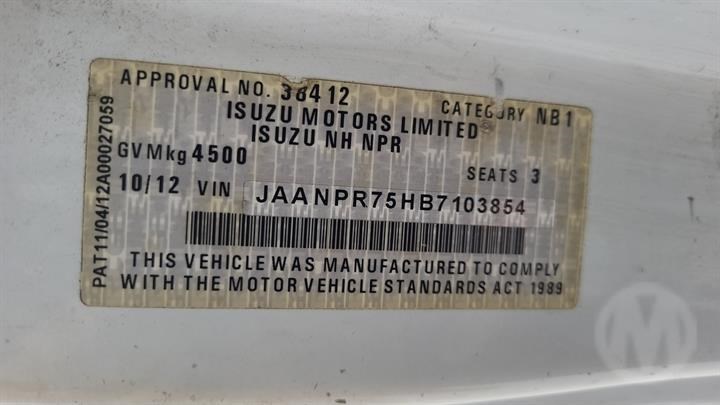 APPROVAL NO. 38412 CATEGORY NB1
ISUZU MOTORS LIMITED
ISUZU NH NPR
GVMkg 4500 SEATS 3
10/12 VIN JAANPR75HB7103854
THIS VEHICLE WAS MANUFACTURED TO COMPLY
WITH THE MOTOR VEHICLE STANDARDS ACT 1989
PAT11/04/12A00027059
M